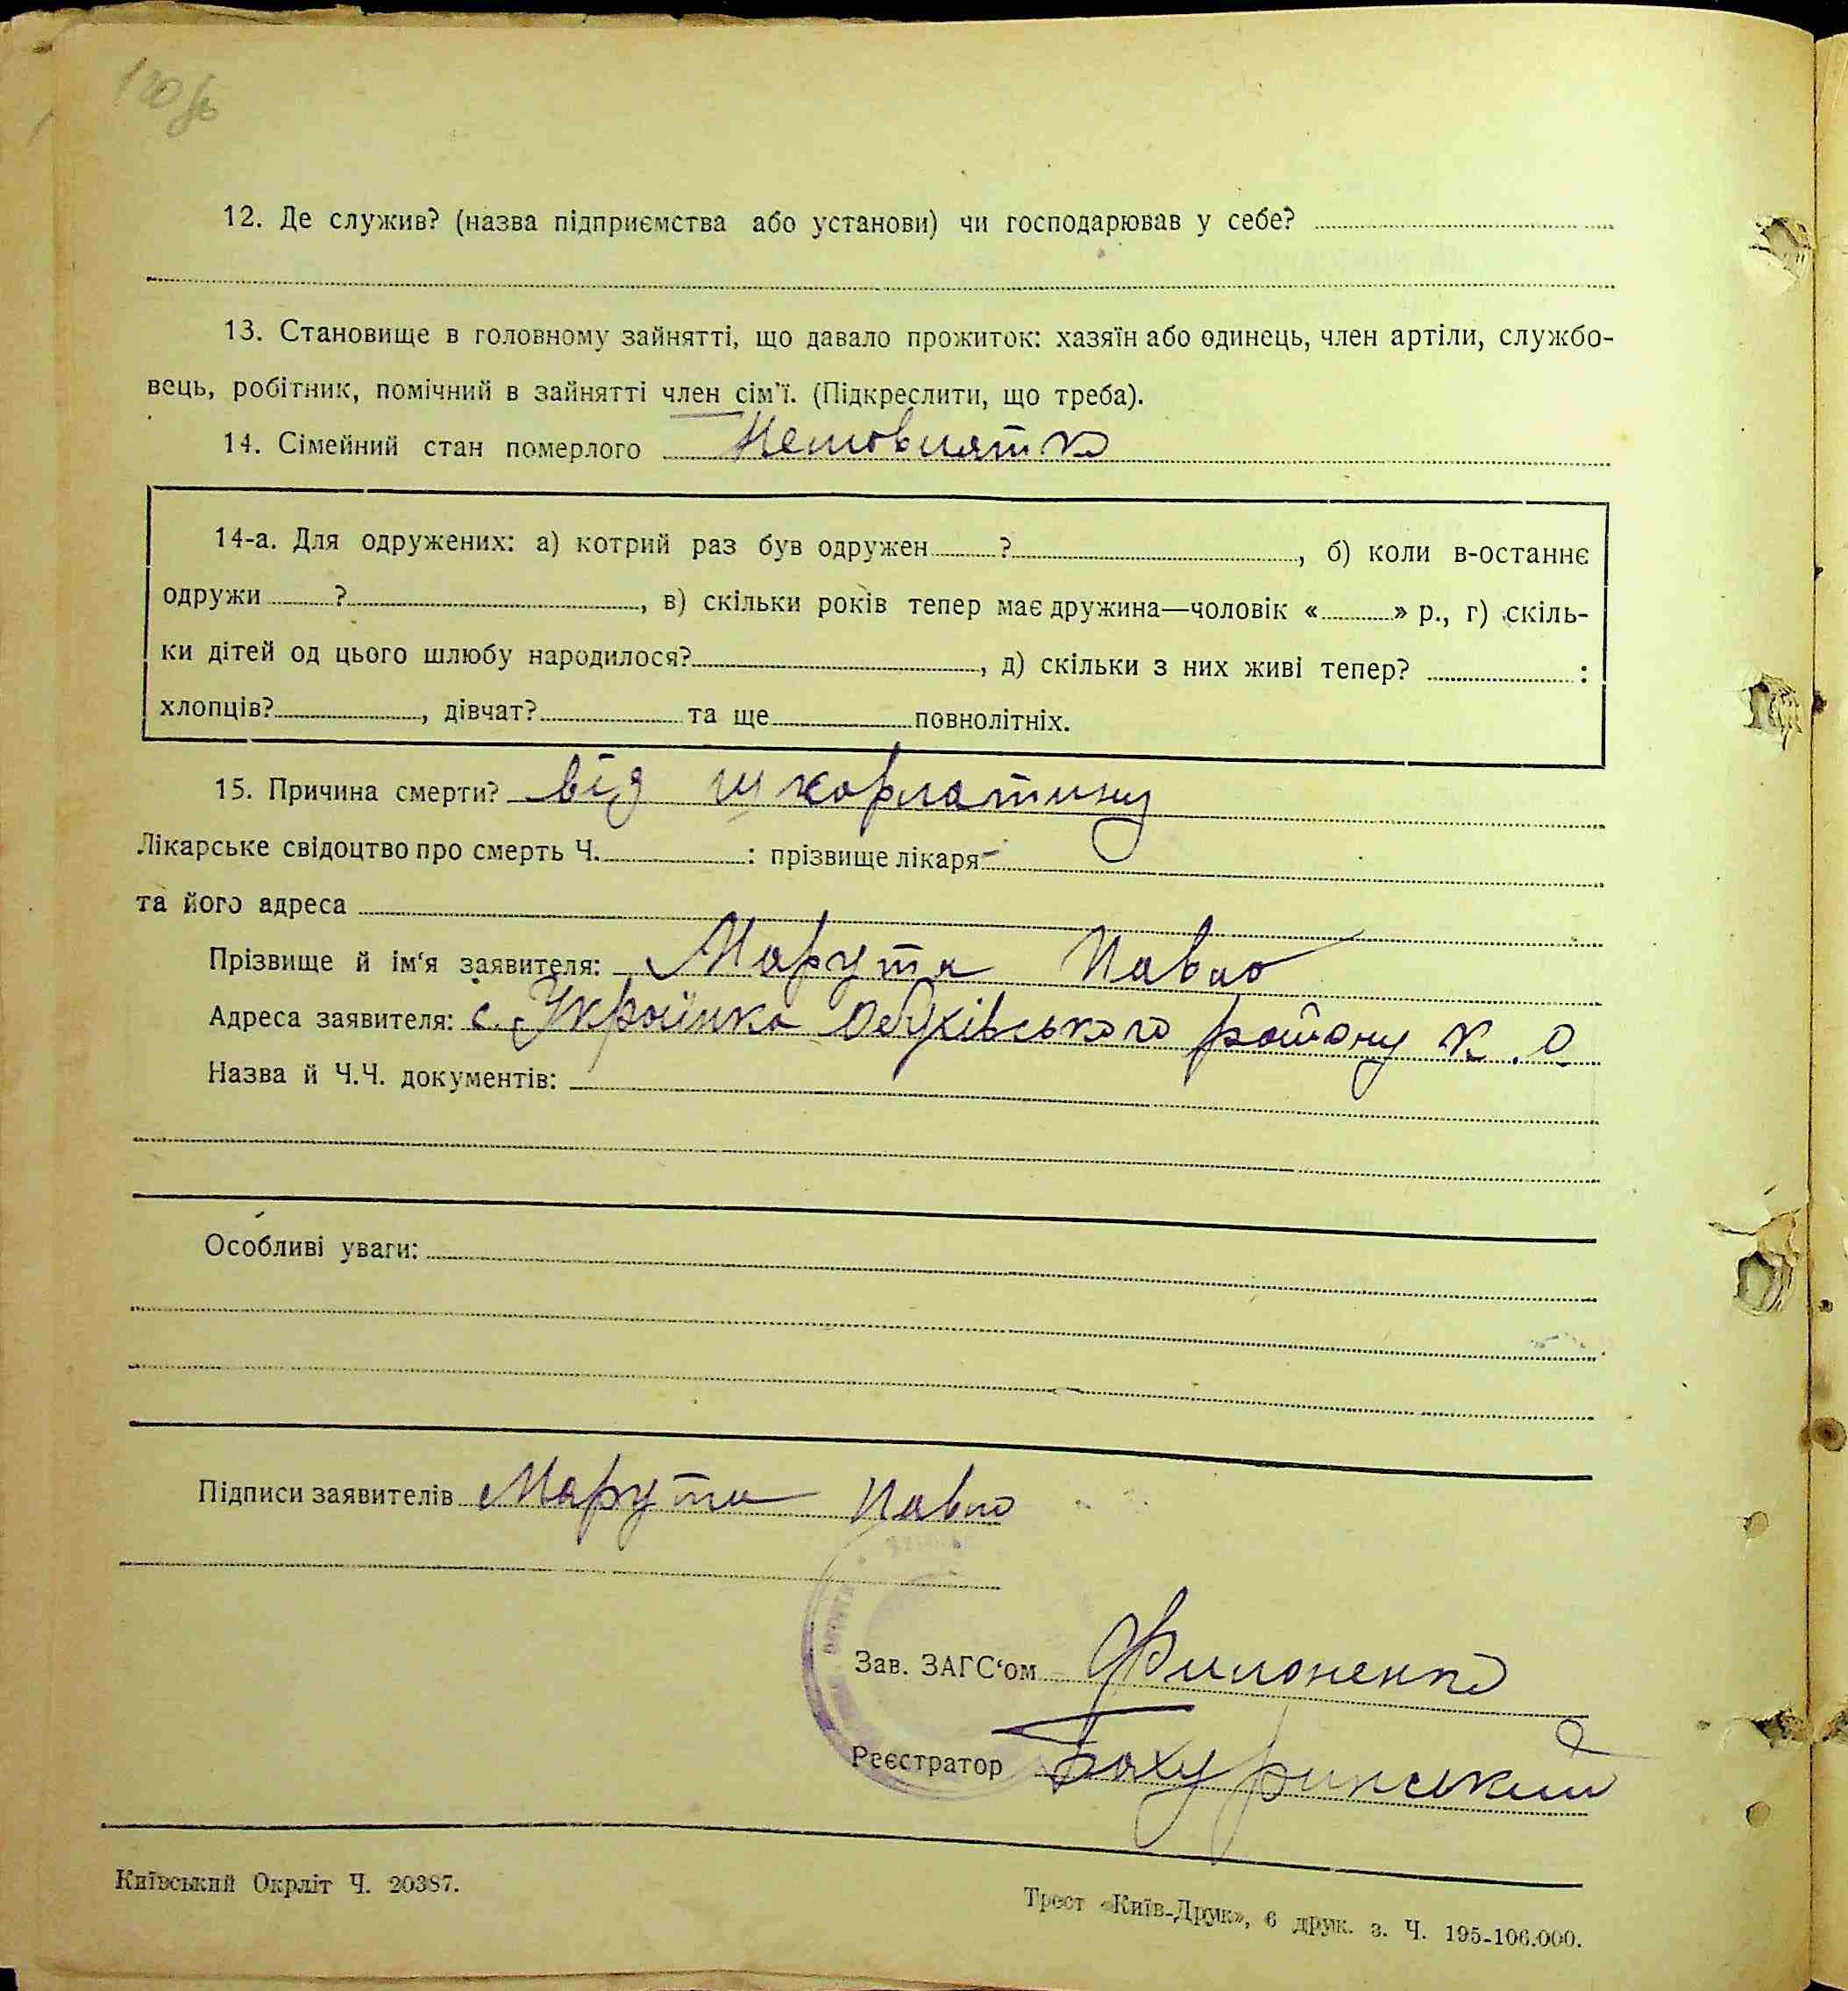 12. Де служив? (назва підприємства або установи) чи господарював у себе?
13. Становище в головному зайнятті, що давало прожиток: хазяїн або одинець, член артіли, службо-
вець, робітник, помічний в зайнятті член сім'ї. (Підкреслити, що треба).
14. Сімейний стан померлого Немовлятко
14-а. Для одружених: а) котрий раз був одружен ? , б) коли в-останнє
одружи ? , в) скільки років тепер має дружина—чоловік « » р., г) скіль-
ки дітей од цього шлюбу народилося? , д) скільки з них живі тепер? :
хлопців? , дівчат? та ще повнолітніх.
15. Причина смерти? від шкорлатину
Лікарське свідоцтво про смерть Ч. : прізвище лікаря -
та його адреса
Прізвище й ім'я заявителя: Марута Павло
Адреса заявителя: с. Українка Обухівського району К. О
Назва й Ч.Ч. документів:
Особливі уваги:
Підписи заявителів Марута Павло
Зав. ЗАГС'ом Филоненко
Реєстратор Бахуринський
Київський Окрліт Ч. 20387.
Трест «Київ-Друк», 6 друк. з. Ч. 195-106.000.